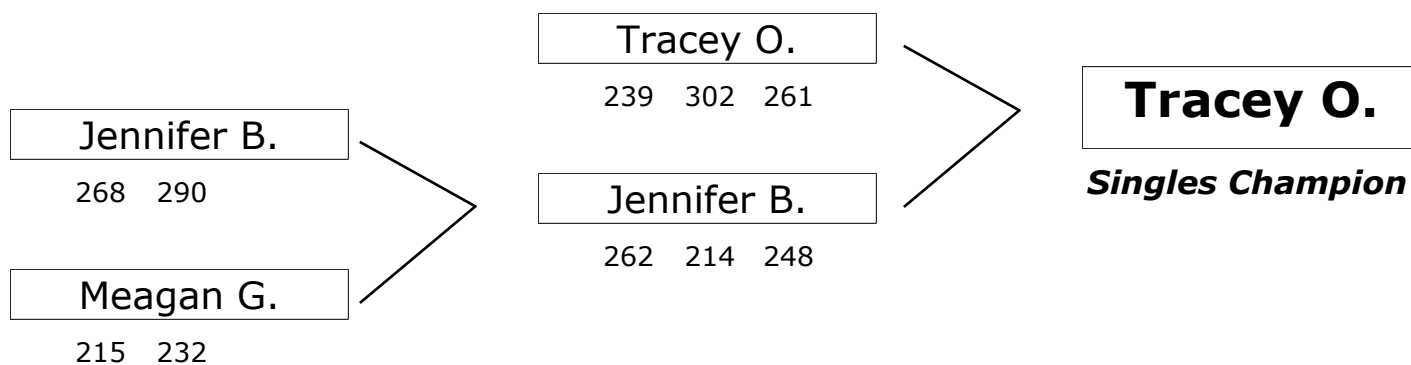 Jennifer B.
268 290
Meagan G.
215 232
Tracey O.
239 302 261
Jennifer B.
262 214 248
Tracey O.
Singles Champion